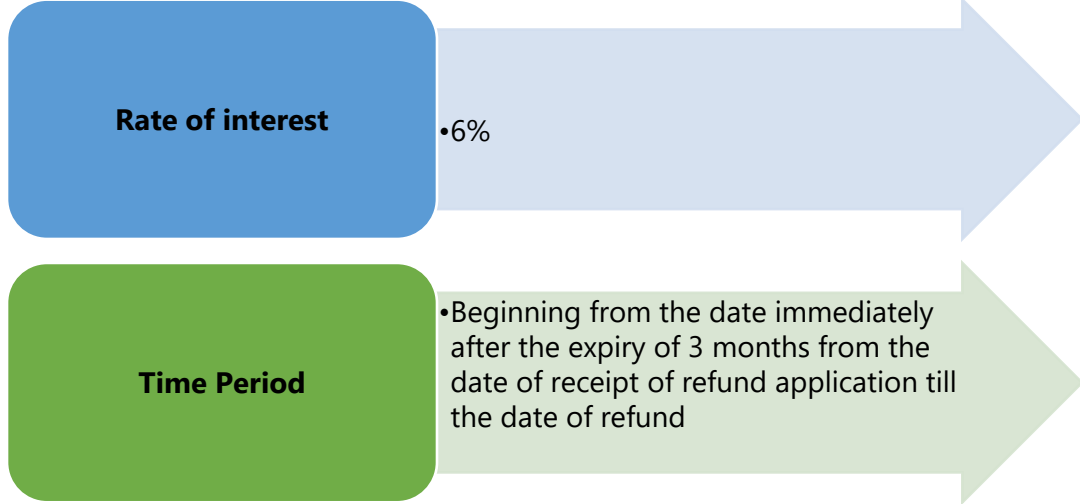 Rate of interest
•6%
Time Period
•Beginning from the date immediately
after the expiry of 3 months from the
date of receipt of refund application till
the date of refund